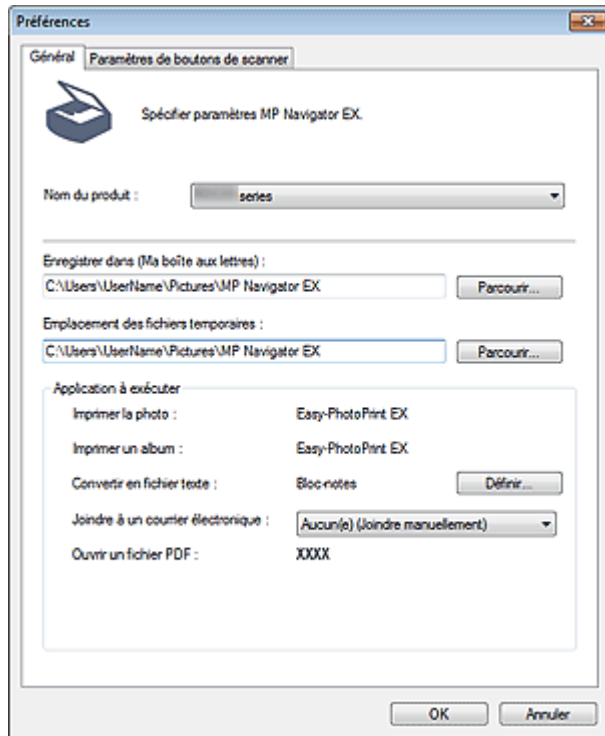 Préférences
Général Paramètres de boutons de scanner
Spécifier paramètres MP Navigator EX.
Nom du produit : series
Enregistrer dans (Ma boîte aux lettres) :
C:\Users\UserName\Pictures\MP Navigator EX Parcourir...
Emplacement des fichiers temporaires :
C:\Users\UserName\Pictures\MP Navigator EX Parcourir...
Application à exécuter
Imprimer la photo : Easy-PhotoPrint EX
Imprimer un album : Easy-PhotoPrint EX
Convertir en fichier texte : Bloc-notes Définir...
Joindre à un courrier électronique : Aucun(e) (Joindre manuellement)
Ouvrir un fichier PDF : XXXX
OK Annuler